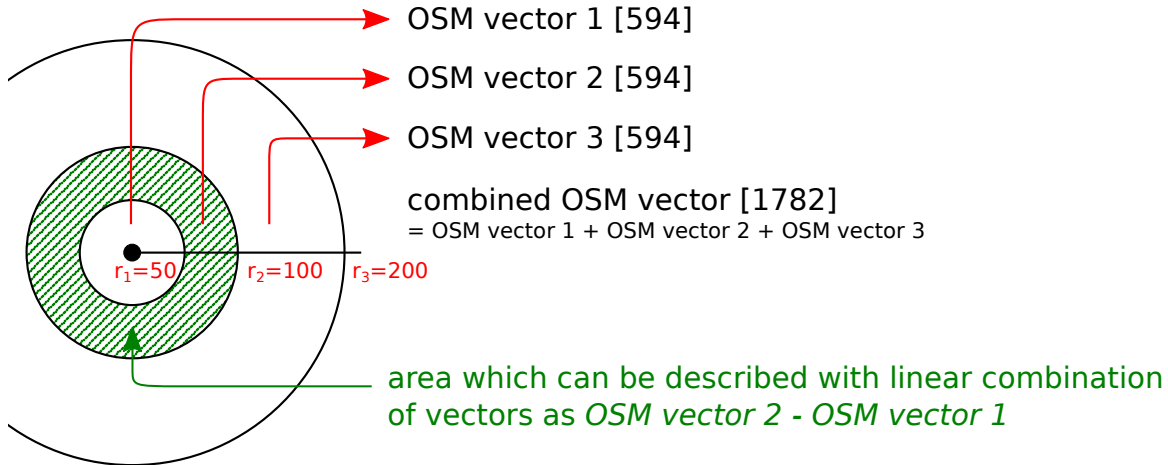 OSM vector 1 [594]
OSM vector 2 [594]
OSM vector 3 [594]
combined OSM vector [1782]
= OSM vector 1 + OSM vector 2 + OSM vector 3
r₁=50
r₂=100
r₃=200
area which can be described with linear combination
of vectors as OSM vector 2 - OSM vector 1